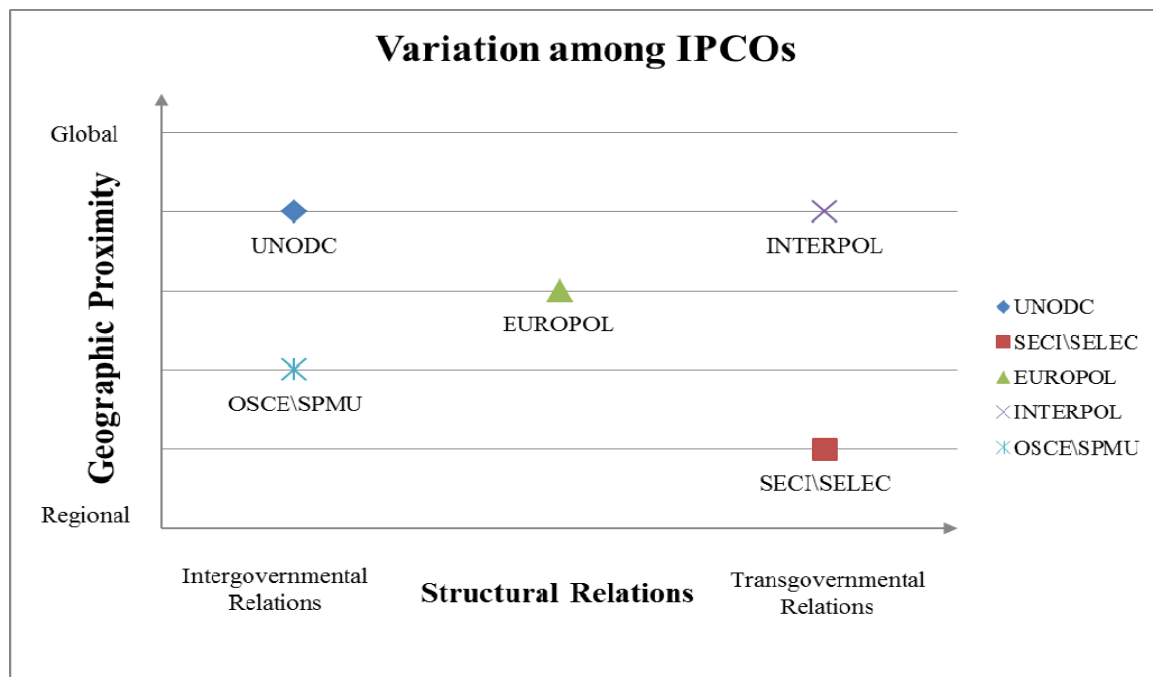 Variation among IPCOs
Global
Geographic Proximity
Regional
UNODC
INTERPOL
EUROPOL
OSCE\SPMU
SECI\SELEC
Intergovernmental
Relations
Structural Relations
Transgovernmental
Relations
UNODC
SECI\SELEC
EUROPOL
INTERPOL
OSCE\SPMU